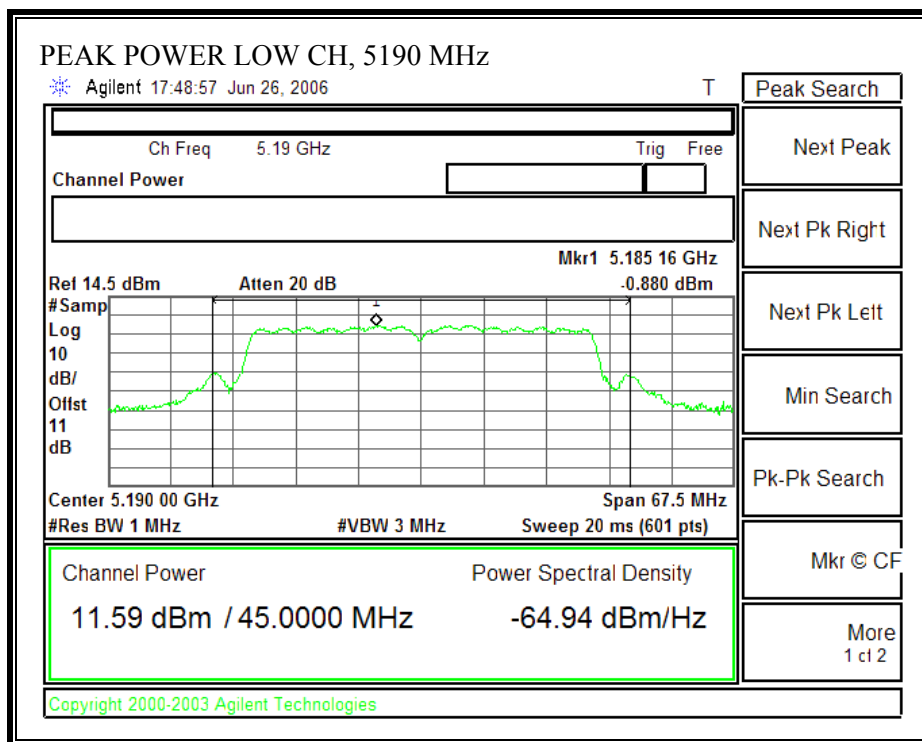 PEAK POWER LOW CH, 5190 MHz
Agilent 17:48:57 Jun 26, 2006 T
Peak Search
Ch Freq 5.19 GHz Trig Free
Next Peak
Channel Power
Next Pk Right
Mkr1 5.185 16 GHz
Ref 14.5 dBm Atten 20 dB -0.880 dBm
#Samp
Log
10
dB/
Offst
11
dB
1
Next Pk Left
Min Search
Pk-Pk Search
Center 5.190 00 GHz Span 67.5 MHz
#Res BW 1 MHz #VBW 3 MHz Sweep 20 ms (601 pts)
Mkr © CF
Channel Power Power Spectral Density
11.59 dBm / 45.0000 MHz -64.94 dBm/Hz
More
1 of 2
Copyright 2000-2003 Agilent Technologies